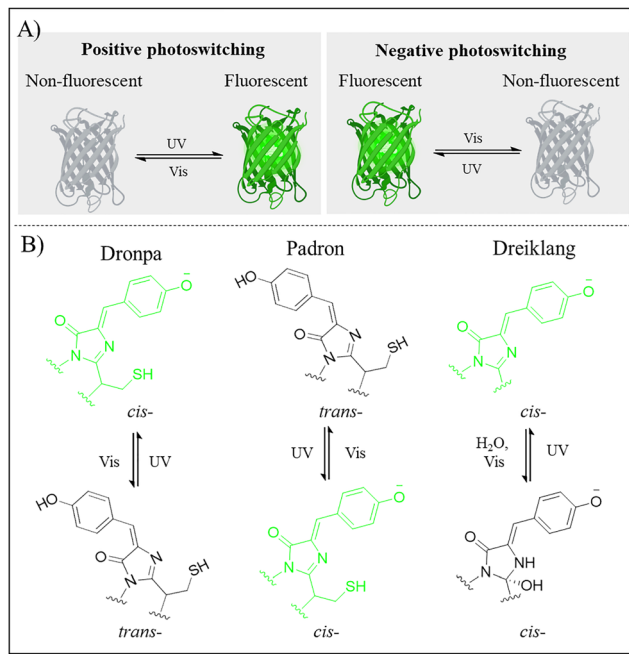 A)
Positive photoswitching
Negative photoswitching
Non-fluorescent
Fluorescent
Fluorescent
Non-fluorescent
UV
Vis
Vis
UV
B)
Dronpa
Padron
Dreiklang
O−
O
N
N
SH
cis-
HO
O
N
N
SH
trans-
O−
O
N
N
cis-
Vis
UV
UV
Vis
H2O,
Vis
UV
HO
O
N
N
SH
trans-
O−
O
N
N
SH
cis-
O−
O
N
NH
OH
cis-